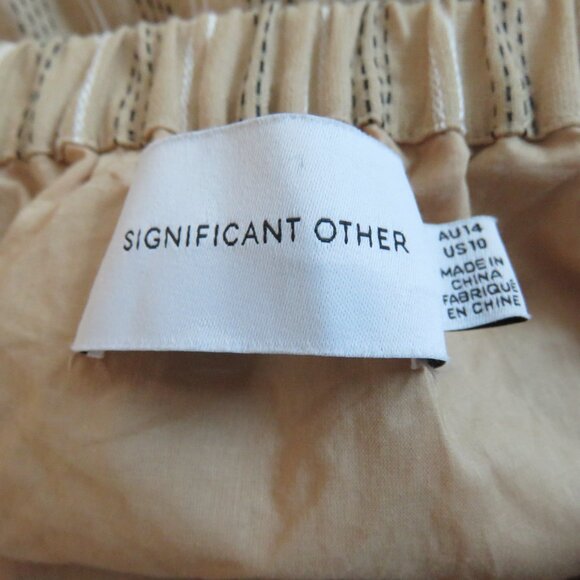 SIGNIFICANT OTHER
AU14
US10
MADE IN
CHINA
FABRIQUÉ
EN CHINE